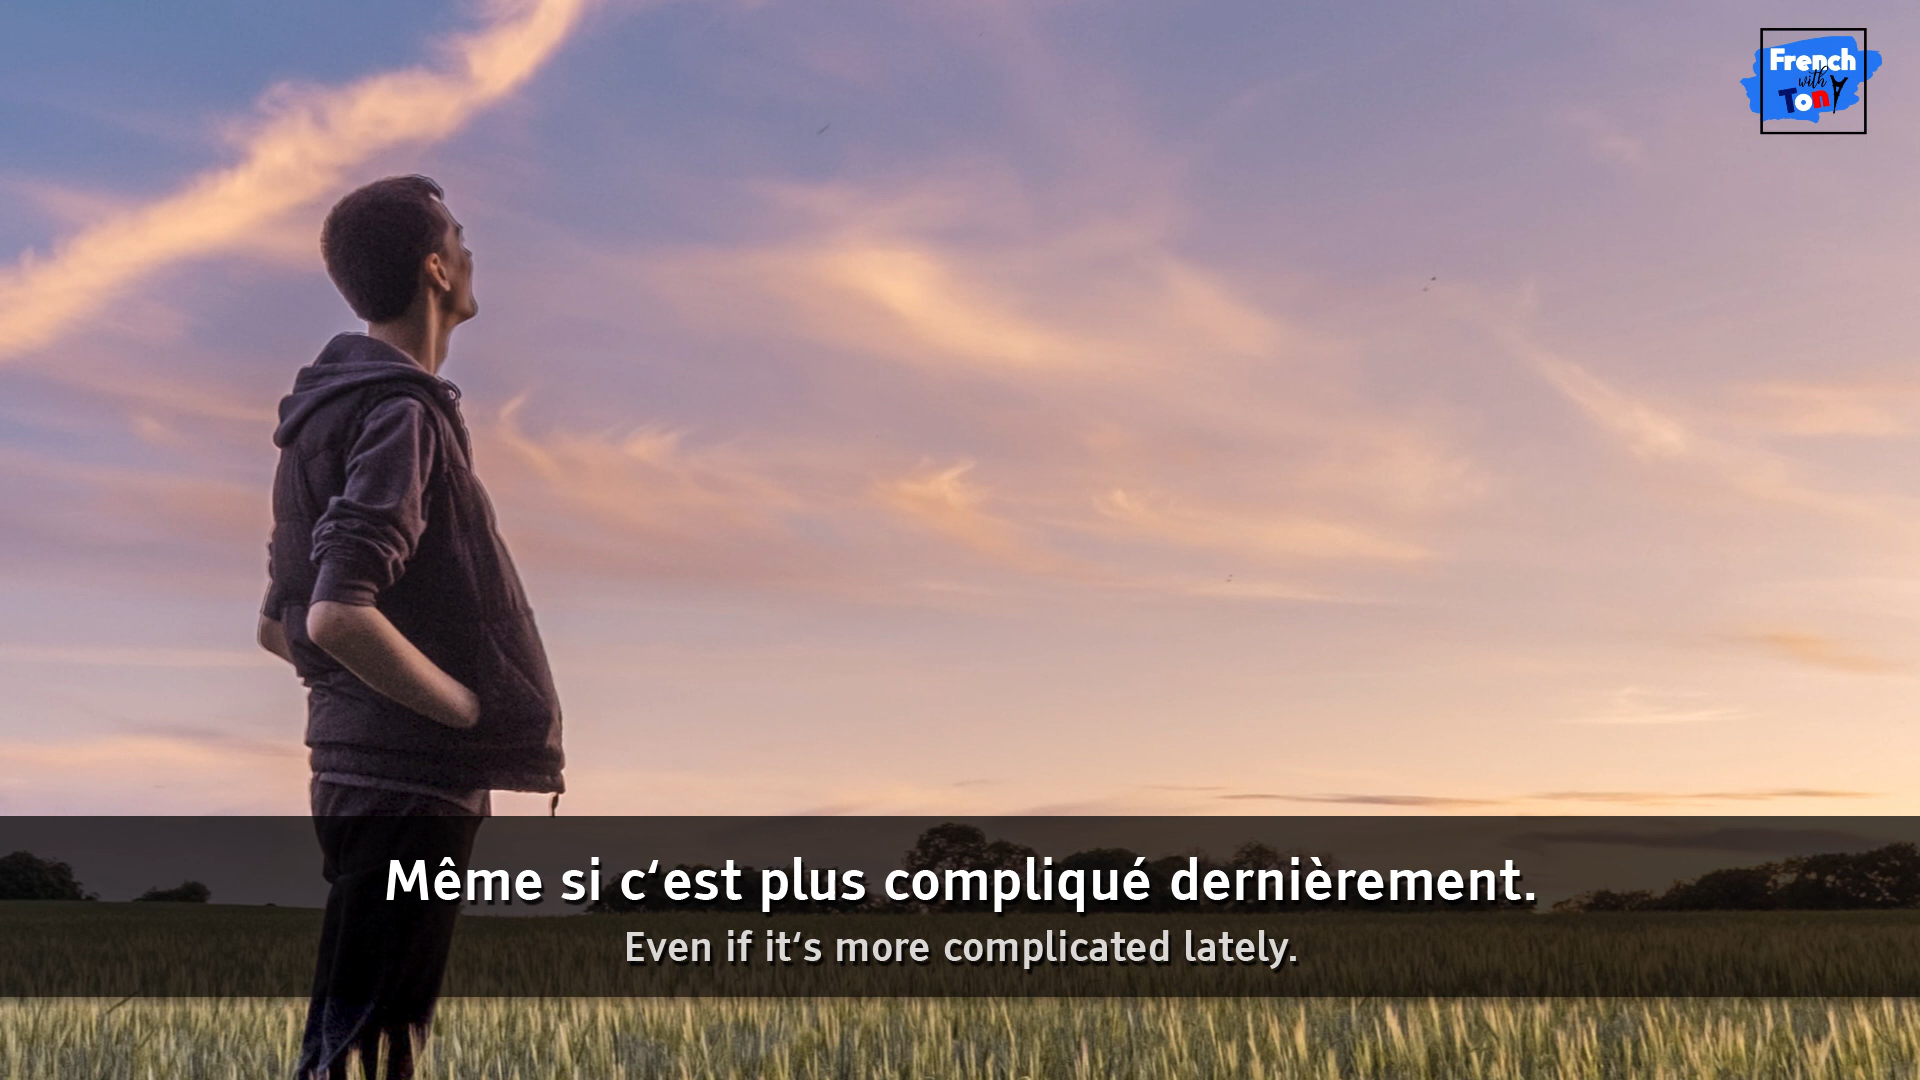 French
with
Tony
Même si c‘est plus compliqué dernièrement.
Even if it‘s more complicated lately.